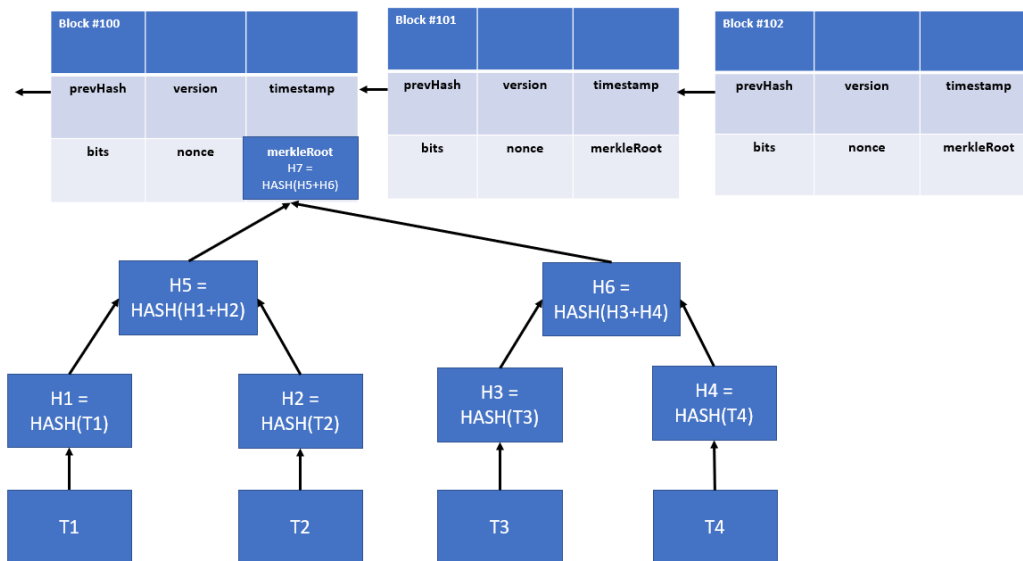 Block #100
prevHash version timestamp
bits nonce merkleRoot
H7 =
HASH(H5+H6)
Block #101
prevHash version timestamp
bits nonce merkleRoot
Block #102
prevHash version timestamp
bits nonce merkleRoot
H5 =
HASH(H1+H2)
H6 =
HASH(H3+H4)
H1 =
HASH(T1)
H2 =
HASH(T2)
H3 =
HASH(T3)
H4 =
HASH(T4)
T1
T2
T3
T4